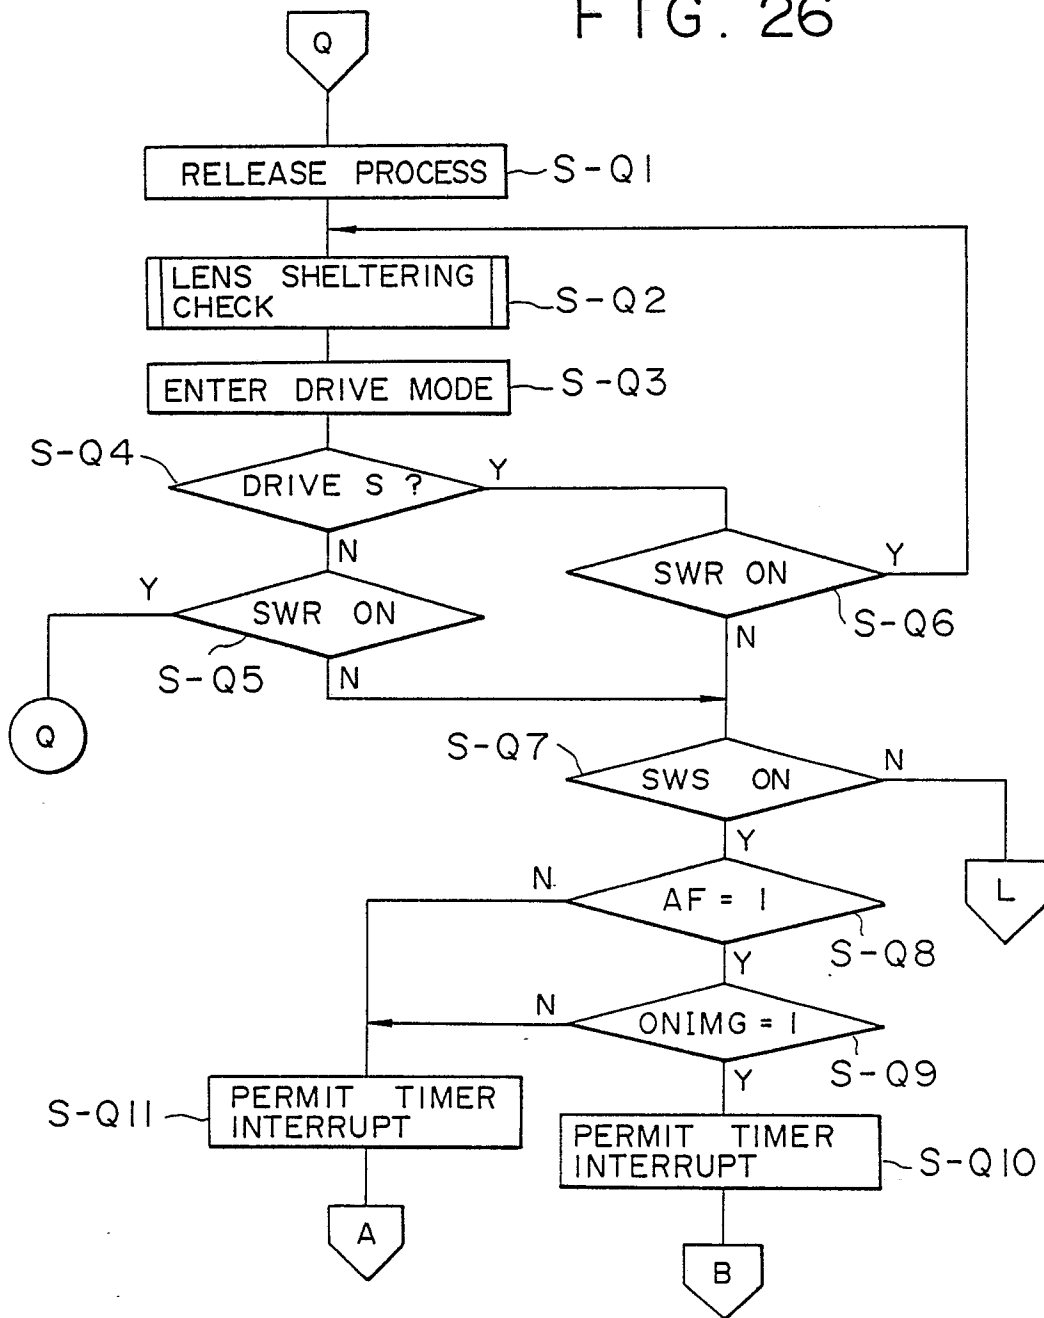 FIG. 26
Q
RELEASE PROCESS
S-Q1
LENS SHELTERING
CHECK
S-Q2
ENTER DRIVE MODE
S-Q3
S-Q4
DRIVE S ?
Y
N
SWR ON
Y
S-Q6
N
Y
SWR ON
S-Q5
N
Q
S-Q7
SWS ON
N
Y
L
N
AF = 1
S-Q8
Y
N
ONIMG = 1
S-Q9
Y
S-Q11
PERMIT TIMER
INTERRUPT
PERMIT TIMER
INTERRUPT
S-Q10
A
B